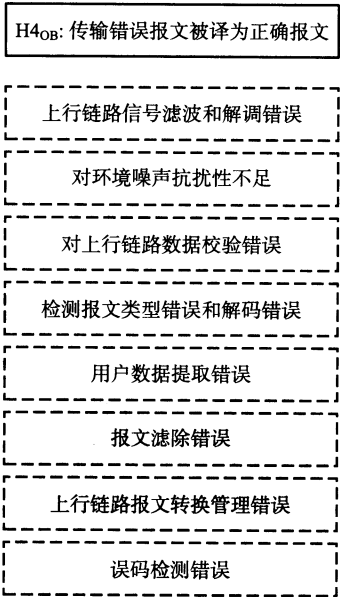 H4OB: 传输错误报文被译为正确报文
上行链路信号滤波和解调错误
对环境噪声抗扰性不足
对上行链路数据校验错误
检测报文类型错误和解码错误
用户数据提取错误
报文滤除错误
上行链路报文转换管理错误
误码检测错误